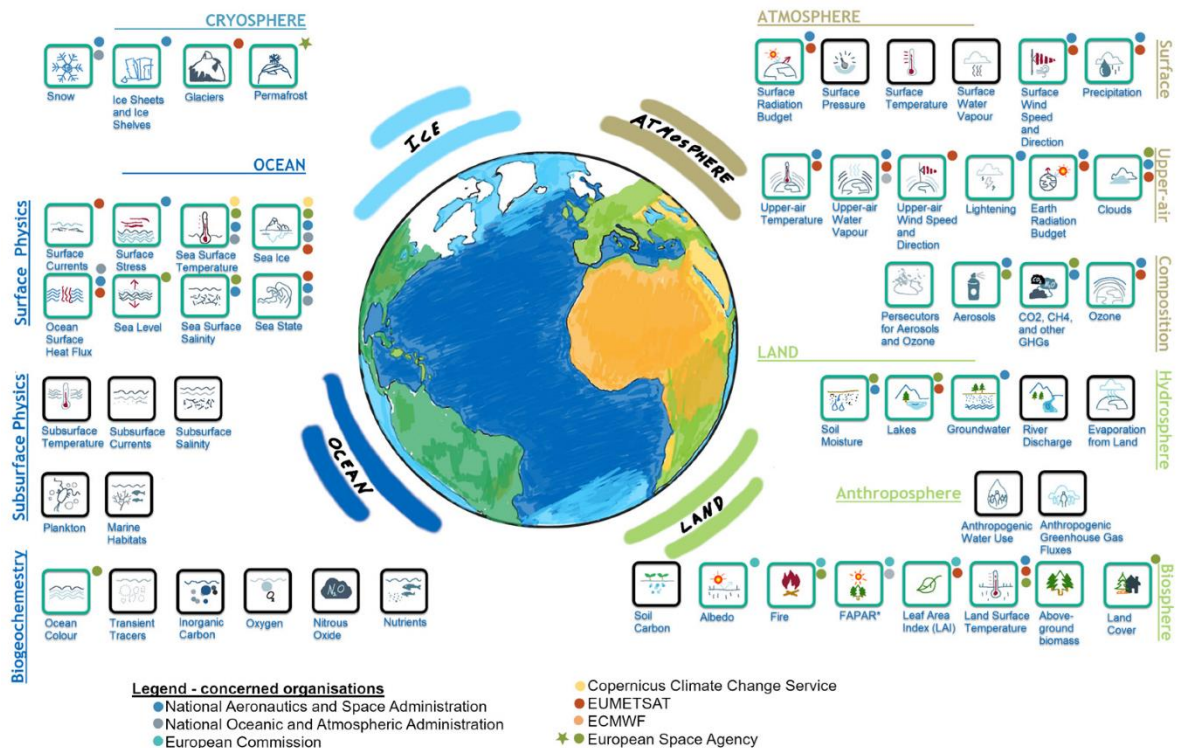 CRYOSPHERE
Snow
Ice Sheets
and Ice
Shelves
Glaciers
Permafrost
OCEAN
Surface Physics
Surface
Currents
Surface
Stress
Sea Surface
Temperature
Sea Ice
Ocean
Surface
Heat Flux
Sea Level
Sea Surface
Salinity
Sea State
Subsurface Physics
Subsurface
Temperature
Subsurface
Currents
Subsurface
Salinity
Plankton
Marine
Habitats
Biogeochemestry
Ocean
Colour
Transient
Tracers
Inorganic
Carbon
Oxygen
N₂O
Nitrous
Oxide
Nutrients
ICE
ATMOSPHERE
OCEAN
LAND
ATMOSPHERE
Surface
Surface
Radiation
Budget
Surface
Pressure
Surface
Temperature
Surface
Water
Vapour
Surface
Wind
Speed
and
Direction
Precipitation
Upper-air
Upper-air
Temperature
Upper-air
Water
Vapour
Upper-air
Wind Speed
and
Direction
Lightening
Earth
Radiation
Budget
Clouds
Composition
Persecutors
for Aerosols
and Ozone
Aerosols
CO2, CH4,
and other
GHGs
Ozone
LAND
Hydrosphere
Soil
Moisture
Lakes
Groundwater
River
Discharge
Evaporation
from Land
Anthroposphere
Anthropogenic
Water Use
Anthropogenic
Greenhouse Gas
Fluxes
Biosphere
Soil
Carbon
Albedo
Fire
FAPAR*
Leaf Area
Index (LAI)
Land Surface
Temperature
Above-
ground
biomass
Land
Cover
Legend - concerned organisations
National Aeronautics and Space Administration
National Oceanic and Atmospheric Administration
European Commission
Copernicus Climate Change Service
EUMETSAT
ECMWF
European Space Agency